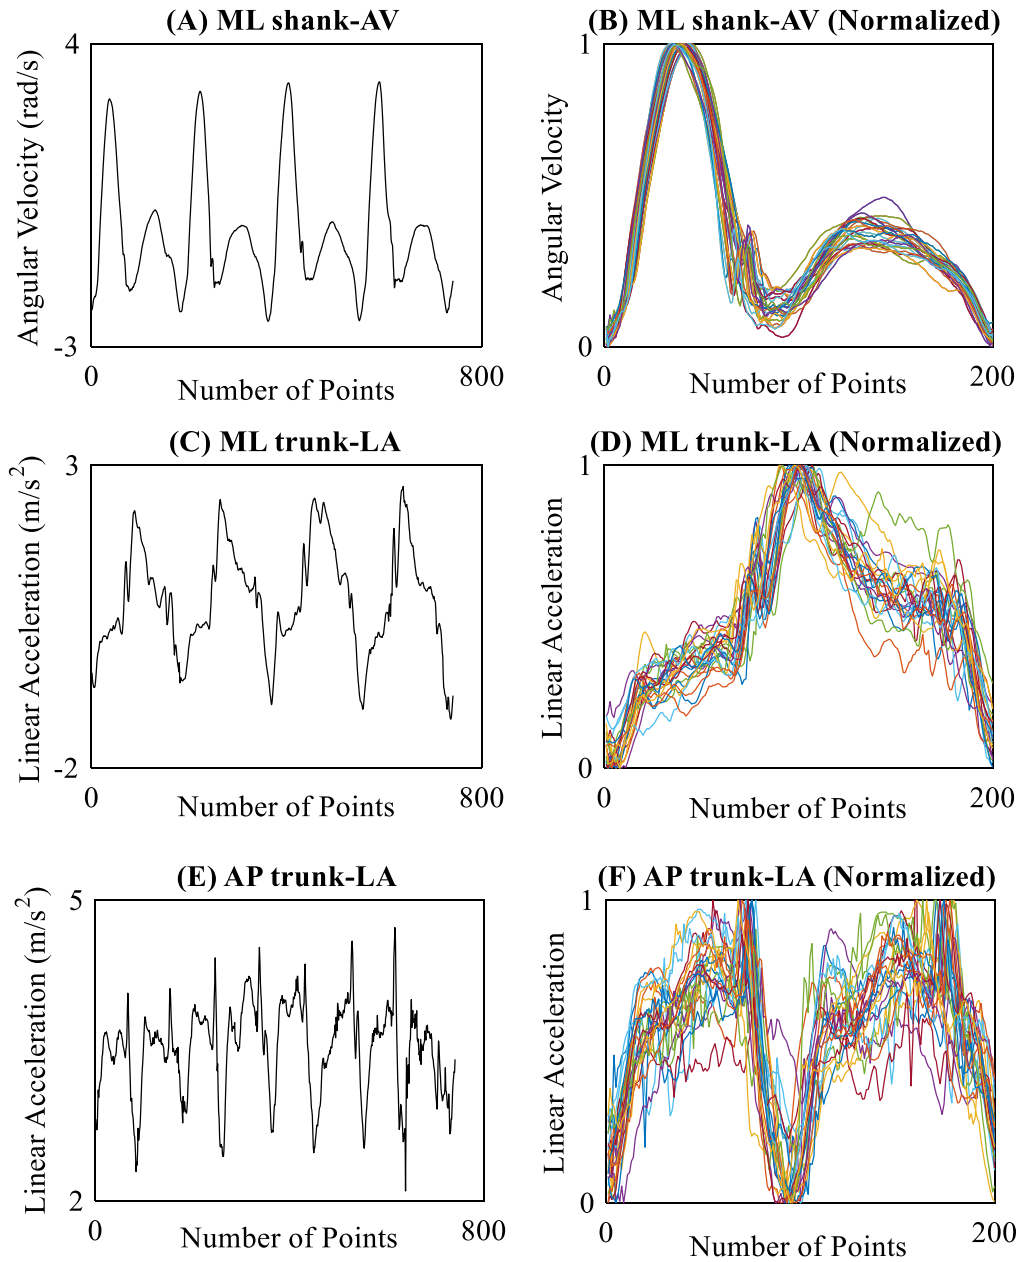 (A) ML shank-AV
4
Angular Velocity (rad/s)
-3
0
800
Number of Points
(B) ML shank-AV (Normalized)
1
Angular Velocity
0
0
200
Number of Points
(C) ML trunk-LA
3
Linear Acceleration (m/s²)
-2
0
800
Number of Points
(D) ML trunk-LA (Normalized)
1
Linear Acceleration
0
0
200
Number of Points
(E) AP trunk-LA
5
Linear Acceleration (m/s²)
2
0
800
Number of Points
(F) AP trunk-LA (Normalized)
1
Linear Acceleration
0
0
200
Number of Points